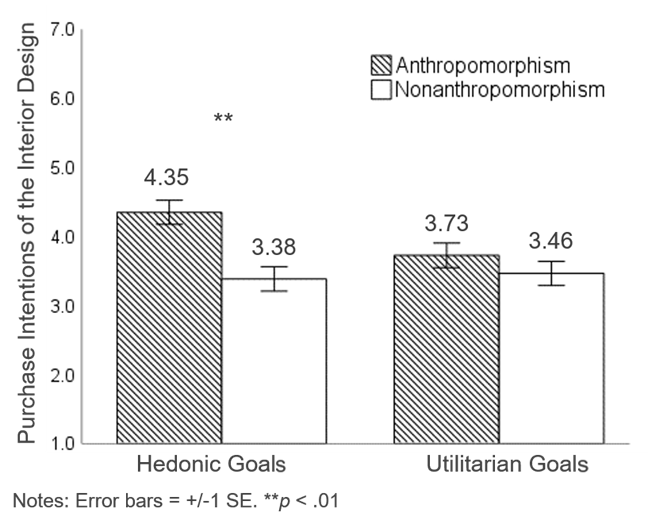 Purchase Intentions of the Interior Design
7.0
6.0
5.0
4.0
3.0
2.0
1.0
Anthropomorphism
Nonanthropomorphism
**
4.35
3.38
3.73
3.46
Hedonic Goals
Utilitarian Goals
Notes: Error bars = +/-1 SE. **p < .01